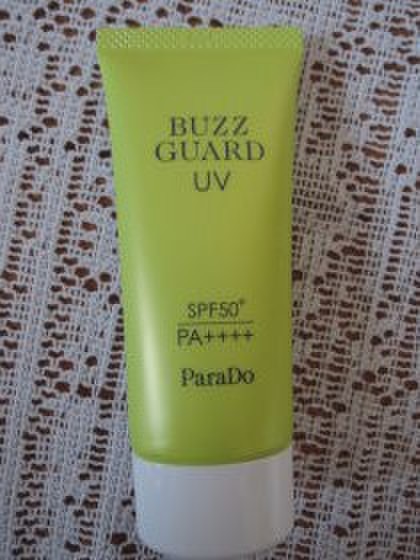 BUZZ
GUARD
UV
SPF50+
PA++++
ParaDo